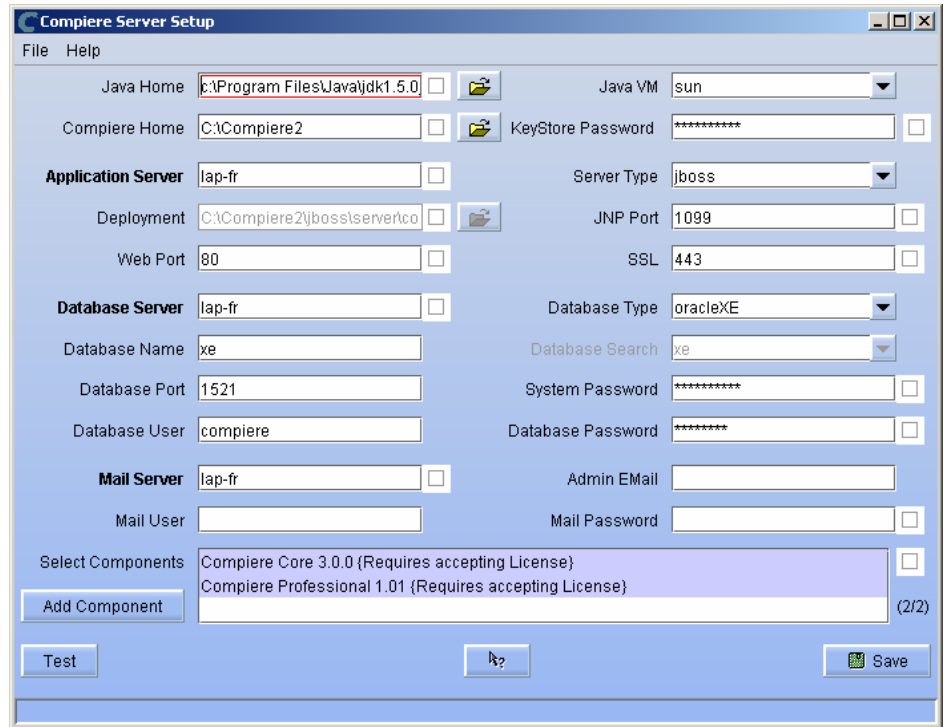 Compiere Server Setup
File Help
Java Home c:\Program Files\Java\jdk1.5.0_ Java VM sun
Compiere Home C:\Compiere2 KeyStore Password **********
Application Server lap-fr Server Type jboss
Deployment C:\Compiere2\jboss\server\co JNP Port 1099
Web Port 80 SSL 443
Database Server lap-fr Database Type oracleXE
Database Name xe Database Search xe
Database Port 1521 System Password **********
Database User compiere Database Password ********
Mail Server lap-fr Admin EMail
Mail User Mail Password
Select Components Compiere Core 3.0.0 {Requires accepting License}
Compiere Professional 1.01 {Requires accepting License}
Add Component (2/2)
Test ? Save